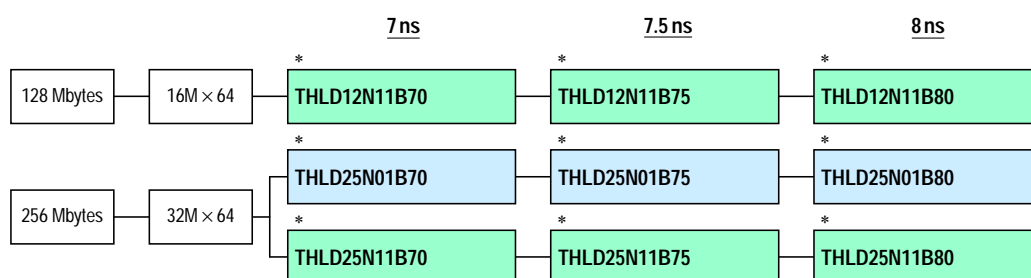 7 ns 7.5 ns 8 ns
* * *
128 Mbytes 16M × 64 THLD12N11B70 THLD12N11B75 THLD12N11B80
* * *
THLD25N01B70 THLD25N01B75 THLD25N01B80
256 Mbytes 32M × 64
* * *
THLD25N11B70 THLD25N11B75 THLD25N11B80